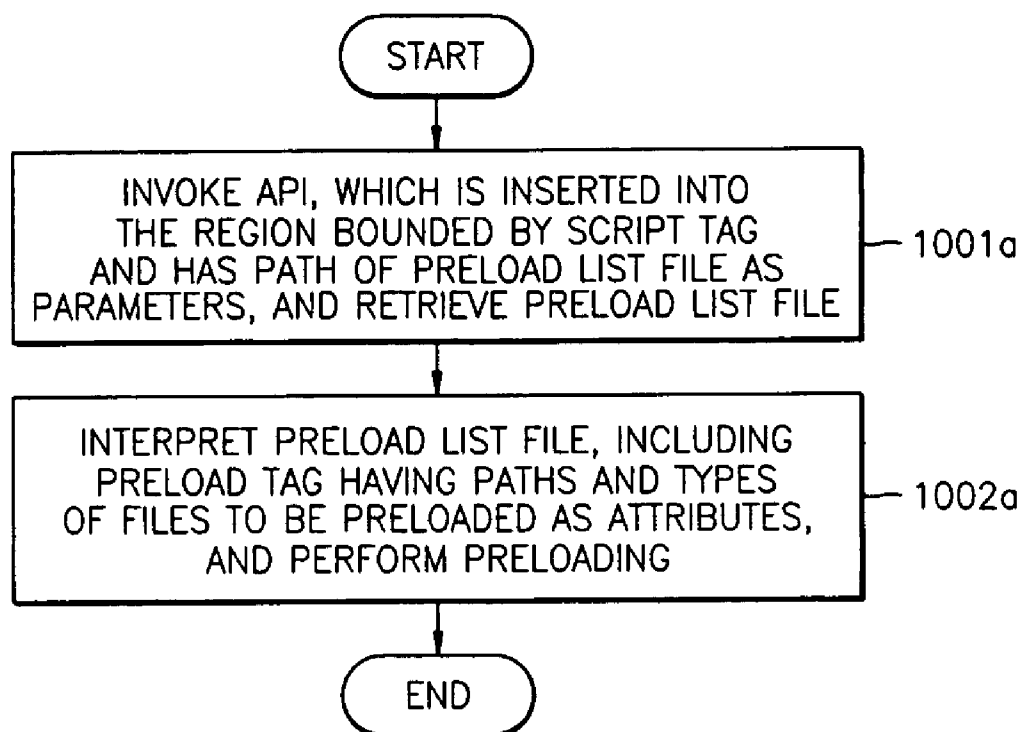 START
INVOKE API, WHICH IS INSERTED INTO
THE REGION BOUNDED BY SCRIPT TAG
AND HAS PATH OF PRELOAD LIST FILE AS
PARAMETERS, AND RETRIEVE PRELOAD LIST FILE
1001a
INTERPRET PRELOAD LIST FILE, INCLUDING
PRELOAD TAG HAVING PATHS AND TYPES
OF FILES TO BE PRELOADED AS ATTRIBUTES,
AND PERFORM PRELOADING
1002a
END